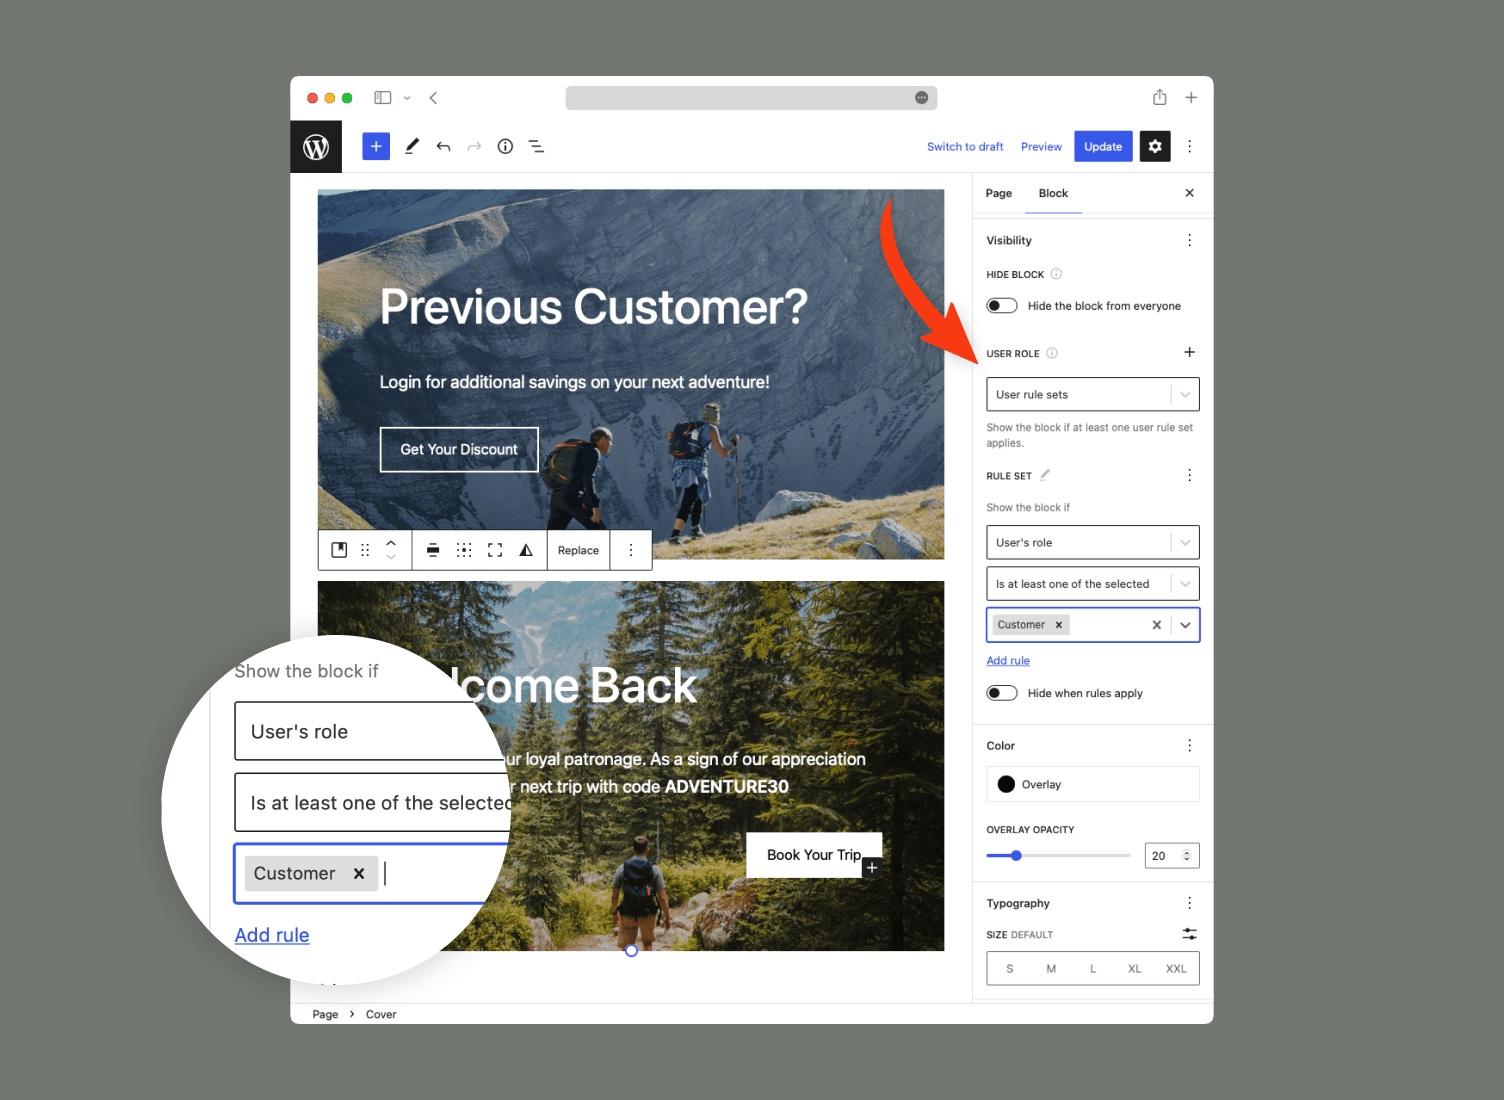 Switch to draft
Preview
Update
Page
Block
Previous Customer?
Login for additional savings on your next adventure!
Get Your Discount
Replace
lcome Back
ur loyal patronage. As a sign of our appreciation
r next trip with code ADVENTURE30
Book Your Trip
Show the block if
User's role
Is at least one of the selected
Customer
Add rule
Page
Cover
Visibility
HIDE BLOCK
Hide the block from everyone
USER ROLE
User rule sets
Show the block if at least one user rule set
applies.
RULE SET
Show the block if
User's role
Is at least one of the selected
Customer
Add rule
Hide when rules apply
Color
Overlay
OVERLAY OPACITY
20
Typography
SIZE DEFAULT
S M L XL XXL